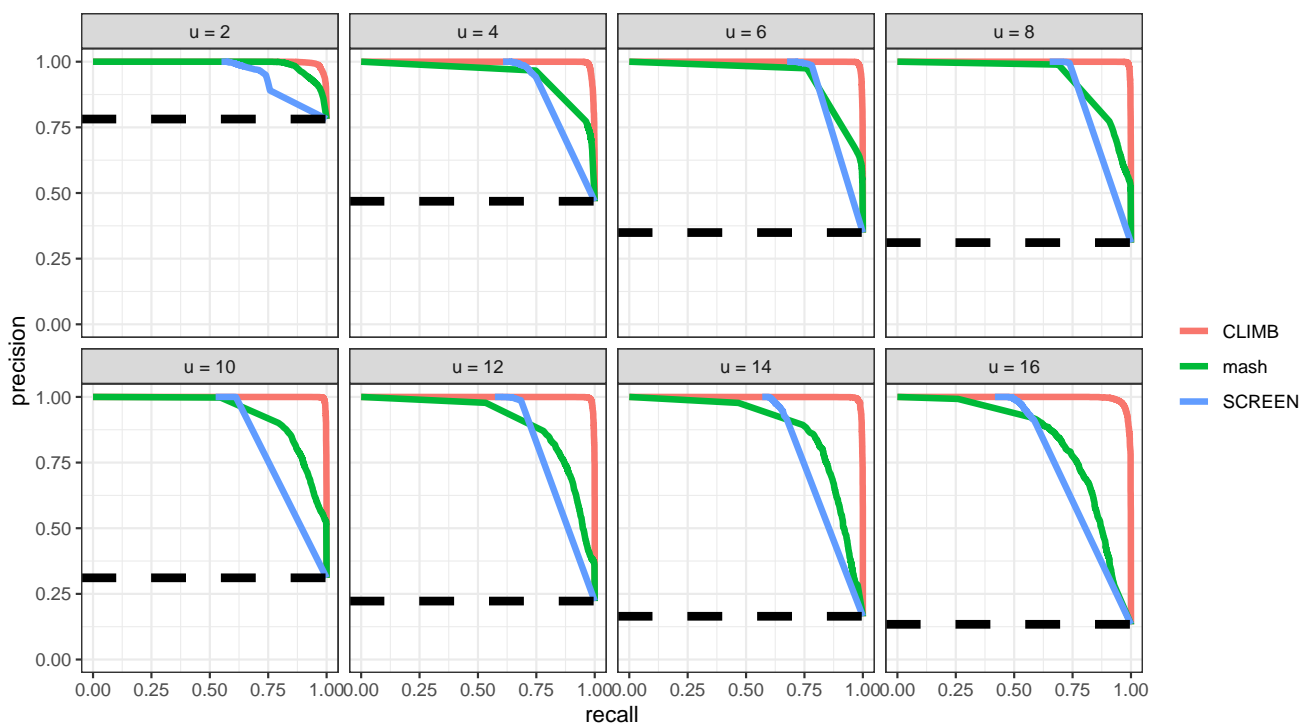 u = 2
u = 4
u = 6
u = 8
1.00
0.75
0.50
0.25
0.00
u = 10
u = 12
u = 14
u = 16
1.00
0.75
0.50
0.25
0.00
0.00 0.25 0.50 0.75 1.00
0.00 0.25 0.50 0.75 1.00
0.00 0.25 0.50 0.75 1.00
0.00 0.25 0.50 0.75 1.00
recall
precision
CLIMB
mash
SCREEN